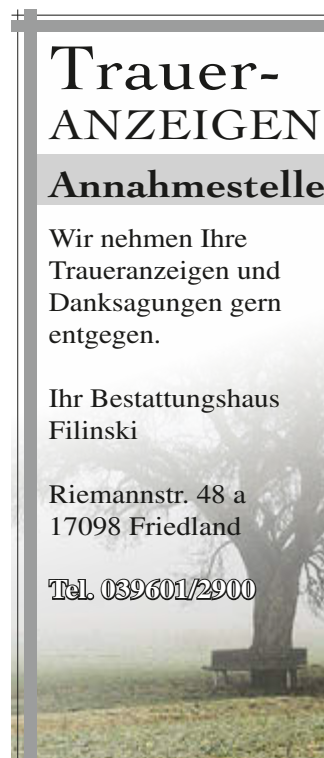 Trauer-
ANZEIGEN
Annahmestelle
Wir nehmen Ihre
Traueranzeigen und
Danksagungen gern
entgegen.
Ihr Bestattungshaus
Filinski
Riemannstr. 48 a
17098 Friedland
Tel. 039601/2900